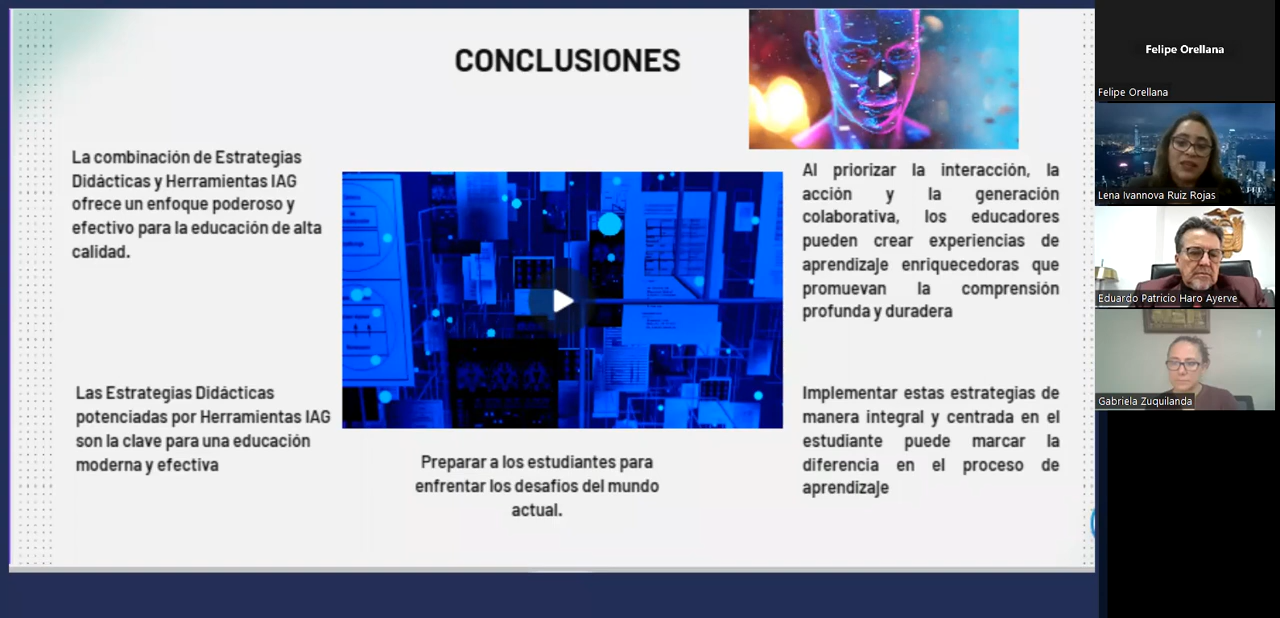 CONCLUSIONES
La combinación de Estrategias
Didácticas y Herramientas IAG
ofrece un enfoque poderoso y
efectivo para la educación de alta
calidad.
Las Estrategias Didácticas
potenciadas por Herramientas IAG
son la clave para una educación
moderna y efectiva
Preparar a los estudiantes para
enfrentar los desafíos del mundo
actual.
Al priorizar la interacción, la
acción y la generación
colaborativa, los educadores
pueden crear experiencias de
aprendizaje enriquecedoras que
promuevan la comprensión
profunda y duradera
Implementar estas estrategias de
manera integral y centrada en el
estudiante puede marcar la
diferencia en el proceso de
aprendizaje
Felipe Orellana
Felipe Orellana
Lena Ivannova Ruiz Rojas
Eduardo Patricio Haro Ayerve
Gabriela Zuquilanda